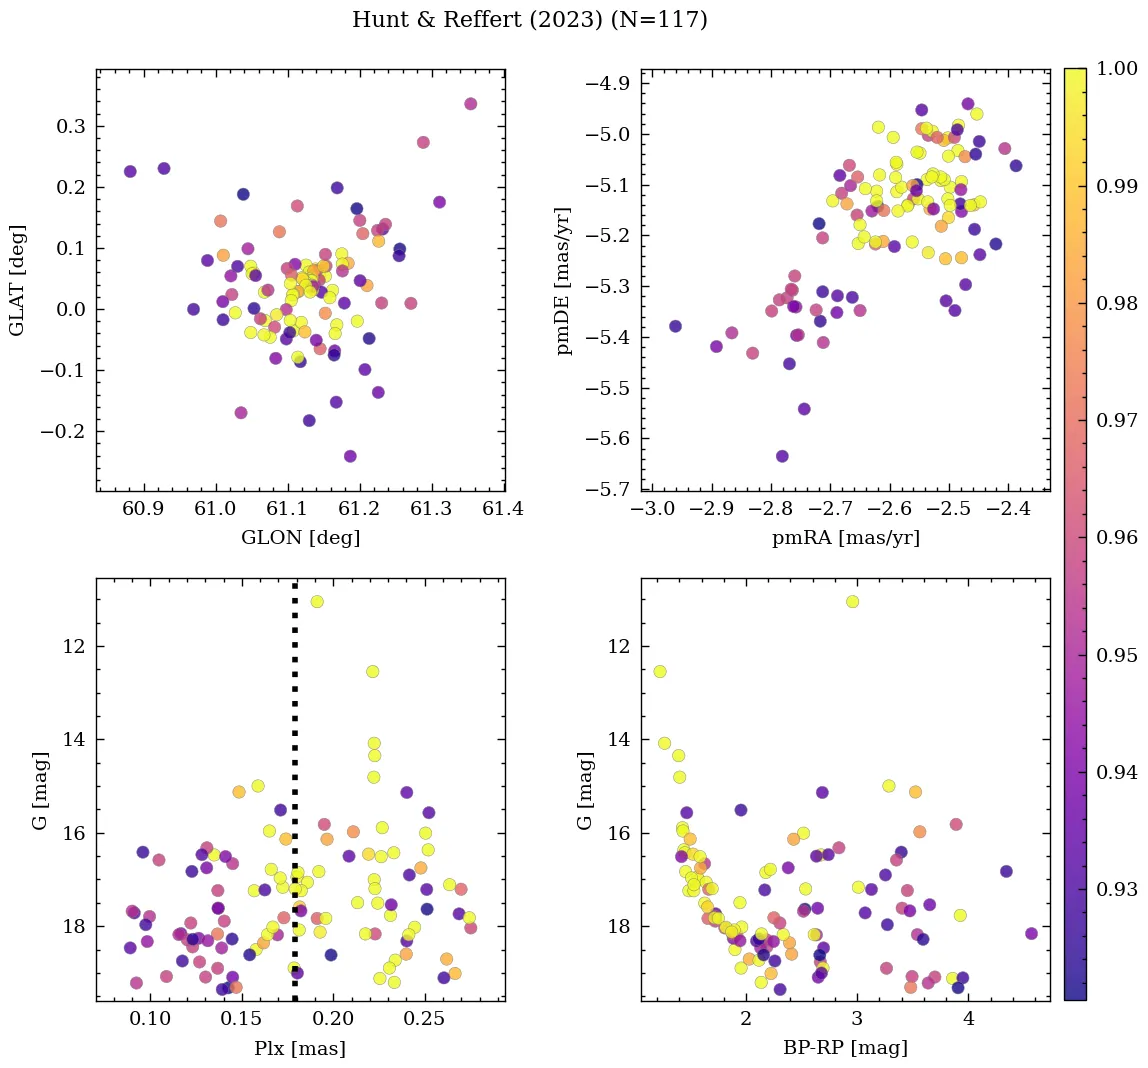 Hunt & Reffert (2023) (N=117)
0.3
0.2
0.1
0.0
−0.1
−0.2
GLAT [deg]
60.9 61.0 61.1 61.2 61.3 61.4
GLON [deg]
−4.9
−5.0
−5.1
−5.2
−5.3
−5.4
−5.5
−5.6
−5.7
pmDE [mas/yr]
−3.0 −2.9 −2.8 −2.7 −2.6 −2.5 −2.4
pmRA [mas/yr]
12
14
16
18
G [mag]
0.10 0.15 0.20 0.25
Plx [mas]
12
14
16
18
G [mag]
2 3 4
BP-RP [mag]
1.00
0.99
0.98
0.97
0.96
0.95
0.94
0.93